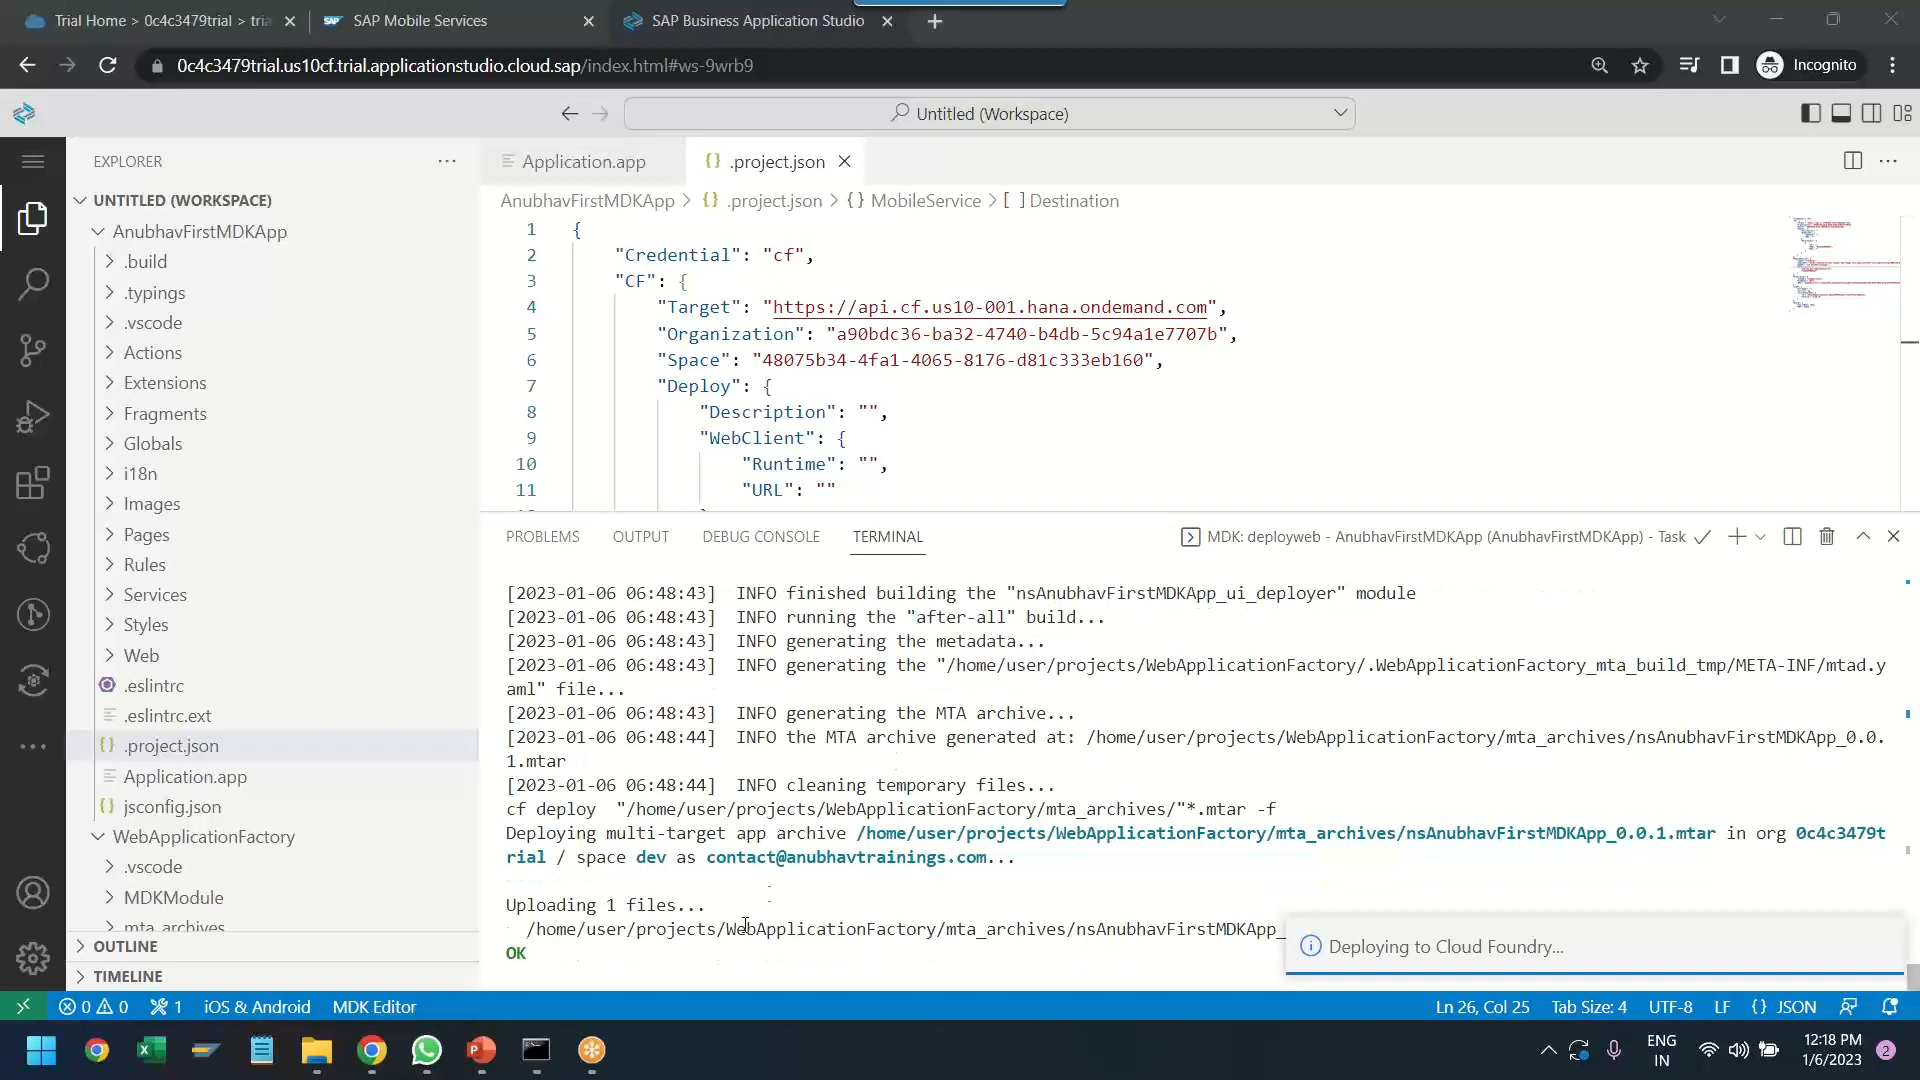 Trial Home > 0c4c3479trial > tria
SAP Mobile Services
SAP Business Application Studio
0c4c3479trial.us10cf.trial.applicationstudio.cloud.sap/index.html#ws-9wrb9
Incognito
Untitled (Workspace)
EXPLORER
UNTITLED (WORKSPACE)
AnubhavFirstMDKApp
.build
.typings
.vscode
Actions
Extensions
Fragments
Globals
i18n
Images
Pages
Rules
Services
Styles
Web
.eslintrc
.eslintrc.ext
.project.json
Application.app
jsconfig.json
WebApplicationFactory
.vscode
MDKModule
mta_archives
OUTLINE
TIMELINE
Application.app
{} .project.json
AnubhavFirstMDKApp > {} .project.json > {} MobileService > [ ] Destination
1 {
2 "Credential": "cf",
3 "CF": {
4 "Target": "https://api.cf.us10-001.hana.ondemand.com",
5 "Organization": "a90bdc36-ba32-4740-b4db-5c94a1e7707b",
6 "Space": "48075b34-4fa1-4065-8176-d81c333eb160",
7 "Deploy": {
8 "Description": "",
9 "WebClient": {
10 "Runtime": "",
11 "URL": ""
PROBLEMS OUTPUT DEBUG CONSOLE TERMINAL
MDK: deployweb - AnubhavFirstMDKApp (AnubhavFirstMDKApp) - Task
[2023-01-06 06:48:43] INFO finished building the "nsAnubhavFirstMDKApp_ui_deployer" module
[2023-01-06 06:48:43] INFO running the "after-all" build...
[2023-01-06 06:48:43] INFO generating the metadata...
[2023-01-06 06:48:43] INFO generating the "/home/user/projects/WebApplicationFactory/.WebApplicationFactory_mta_build_tmp/META-INF/mtad.y
aml" file...
[2023-01-06 06:48:43] INFO generating the MTA archive...
[2023-01-06 06:48:44] INFO the MTA archive generated at: /home/user/projects/WebApplicationFactory/mta_archives/nsAnubhavFirstMDKApp_0.0.
1.mtar
[2023-01-06 06:48:44] INFO cleaning temporary files...
cf deploy "/home/user/projects/WebApplicationFactory/mta_archives/"*.mtar -f
Deploying multi-target app archive /home/user/projects/WebApplicationFactory/mta_archives/nsAnubhavFirstMDKApp_0.0.1.mtar in org 0c4c3479t
rial / space dev as contact@anubhavtrainings.com...
Uploading 1 files...
/home/user/projects/WebApplicationFactory/mta_archives/nsAnubhavFirstMDKApp_
OK
Deploying to Cloud Foundry...
0 0 1 iOS & Android MDK Editor
Ln 26, Col 25 Tab Size: 4 UTF-8 LF {} JSON
ENG
IN
12:18 PM
1/6/2023
2